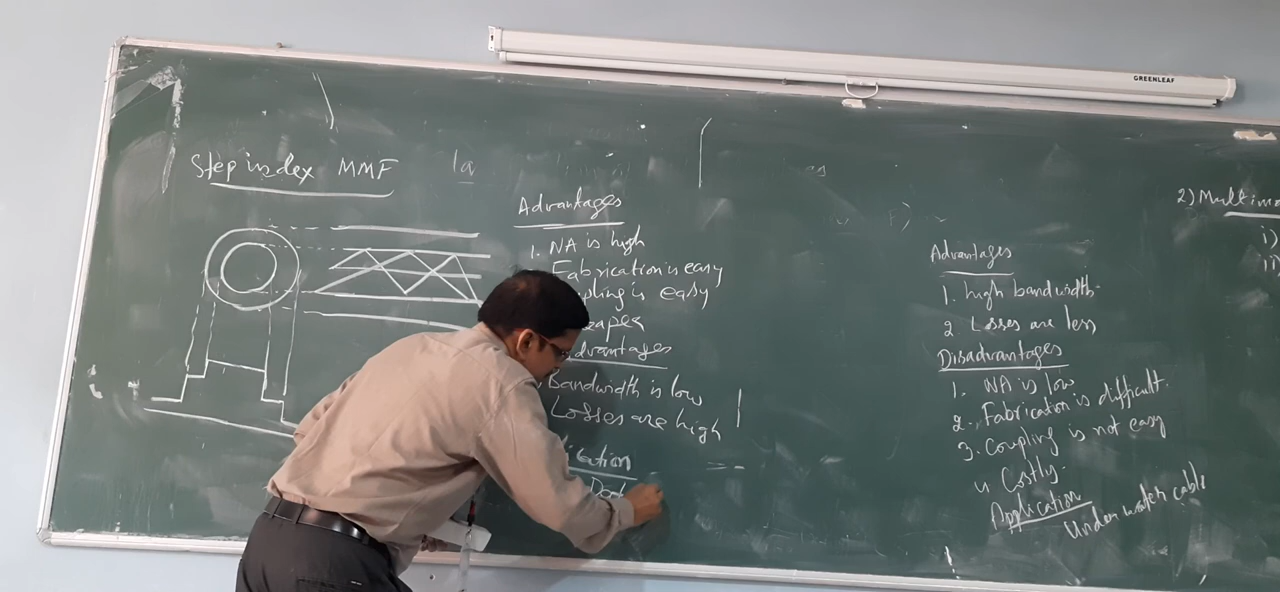 GREENLEAF
Step index MMF
Advantages
1. NA is high
Fabrication is easy
is easy
Bandwidth is low
Losses are high
Advantages
1. high bandwidth
2 Losses are less
Disadvantages
1. NA is low
2. Fabrication is difficult.
3. Coupling is not easy
4 Costly.
Application
Under water cable
2) Multimo
i)
ii)